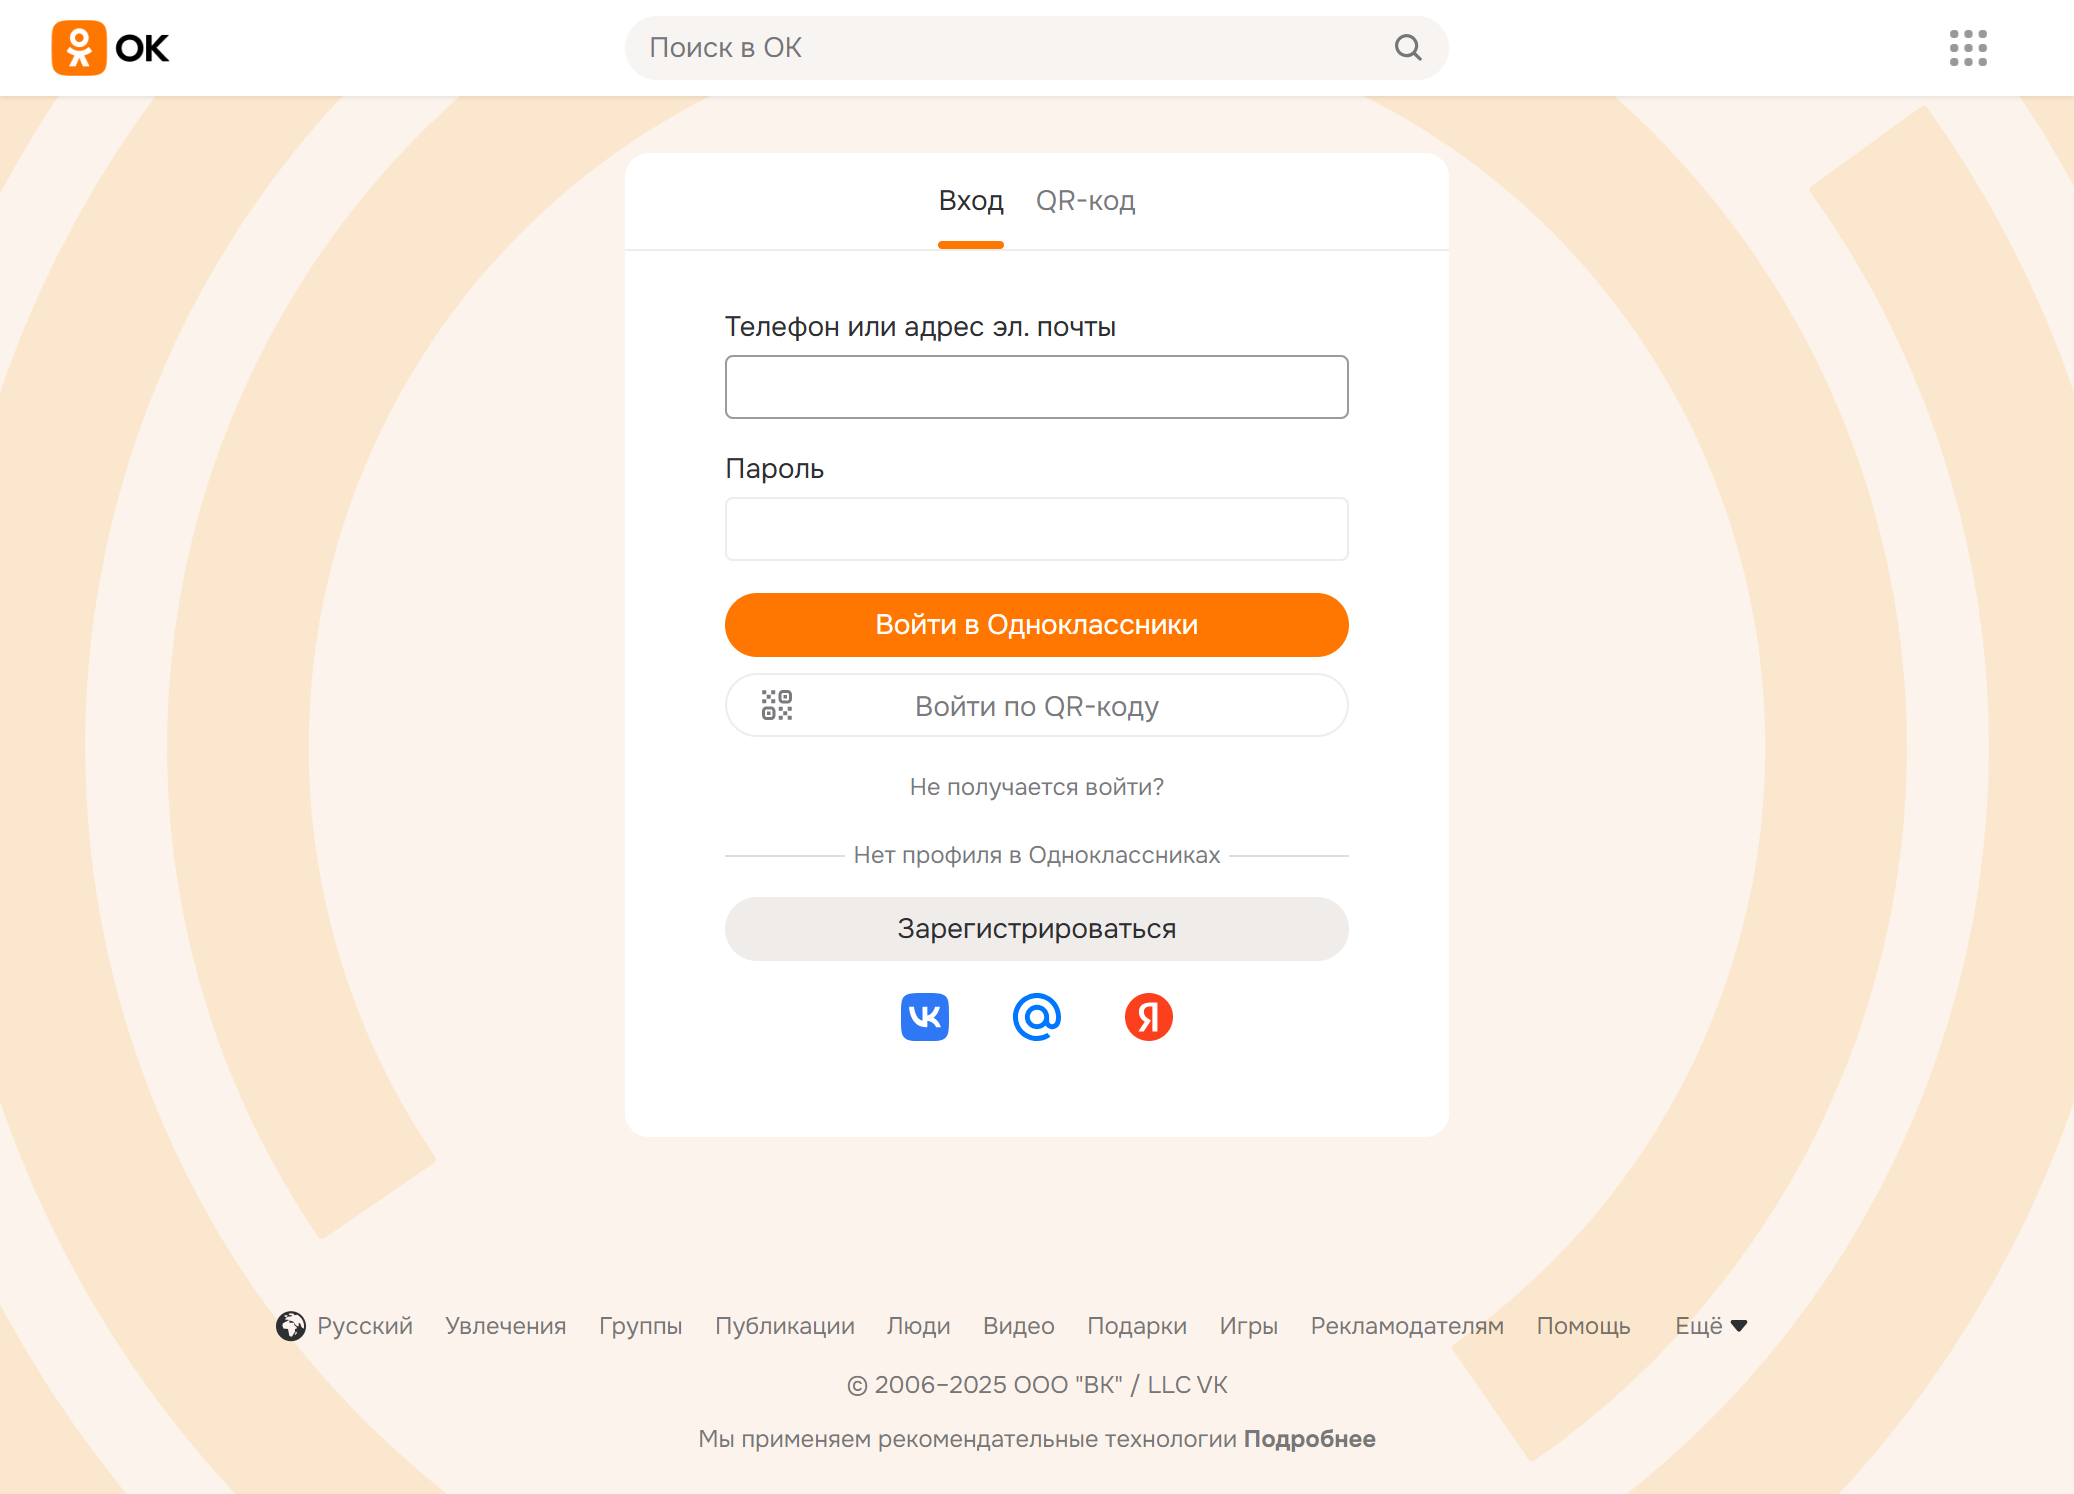 ОК
Поиск в ОК
Вход QR-код
Телефон или адрес эл. почты
Пароль
Войти в Одноклассники
Войти по QR-коду
Не получается войти?
Нет профиля в Одноклассниках
Зарегистрироваться
Русский Увлечения Группы Публикации Люди Видео Подарки Игры Рекламодателям Помощь Ещё
© 2006–2025 ООО "ВК" / LLC VK
Мы применяем рекомендательные технологии Подробнее